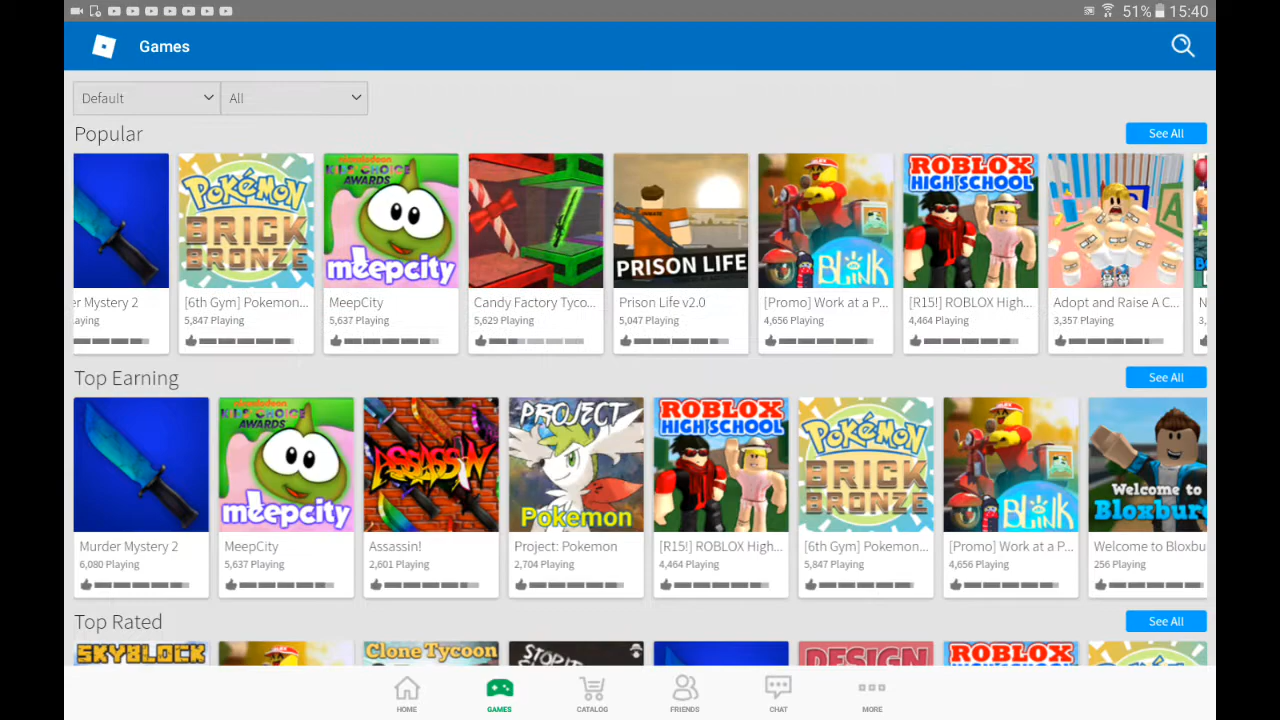 51% 15:40
Games
Default All
Popular See All
POKéMON BRICK BRONZE
nickelodeon KIDS' CHOICE AWARDS meepcity
PRISON LIFE
BLINK
ROBLOX HIGH SCHOOL
A
er Mystery 2 [6th Gym] Pokemon... MeepCity Candy Factory Tyco... Prison Life v2.0 [Promo] Work at a P... [R15!] ROBLOX High... Adopt and Raise A C...
aying 5,847 Playing 5,637 Playing 5,629 Playing 5,047 Playing 4,656 Playing 4,464 Playing 3,357 Playing
Top Earning See All
nickelodeon KIDS' CHOICE AWARDS meepcity
ASSASSIN
PROJECT: Pokemon
ROBLOX HIGH SCHOOL
POKéMON BRICK BRONZE
BLINK
Welcome to Bloxbur
Murder Mystery 2 MeepCity Assassin! Project: Pokemon [R15!] ROBLOX High... [6th Gym] Pokemon... [Promo] Work at a P... Welcome to Bloxbu
6,080 Playing 5,637 Playing 2,601 Playing 2,704 Playing 4,464 Playing 5,847 Playing 4,656 Playing 256 Playing
Top Rated See All
SKYBLOCK Clone Tycoon STOP IT DESIGN ROBLOX
HOME GAMES CATALOG FRIENDS CHAT MORE